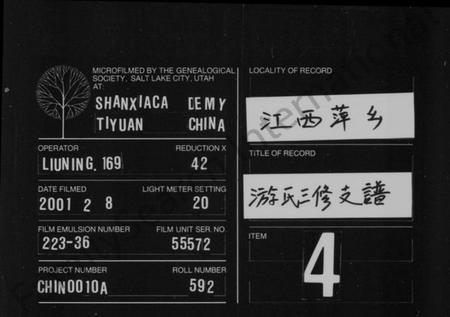 MICROFILMED BY THE GENEALOGICAL
SOCIETY, SALT LAKE CITY, UTAH
AT:
SHANXIACA DEMY
TIYUAN CHINA
OPERATOR REDUCTION X
LIUNING. 169 42
DATE FILMED LIGHT METER SETTING
2001 2 8 20
FILM EMULSION NUMBER FILM UNIT SER. NO.
223-36 55572
PROJECT NUMBER ROLL NUMBER
CHIN0010A 592
LOCALITY OF RECORD
江西萍乡
TITLE OF RECORD
游氏三修支譜
ITEM
4